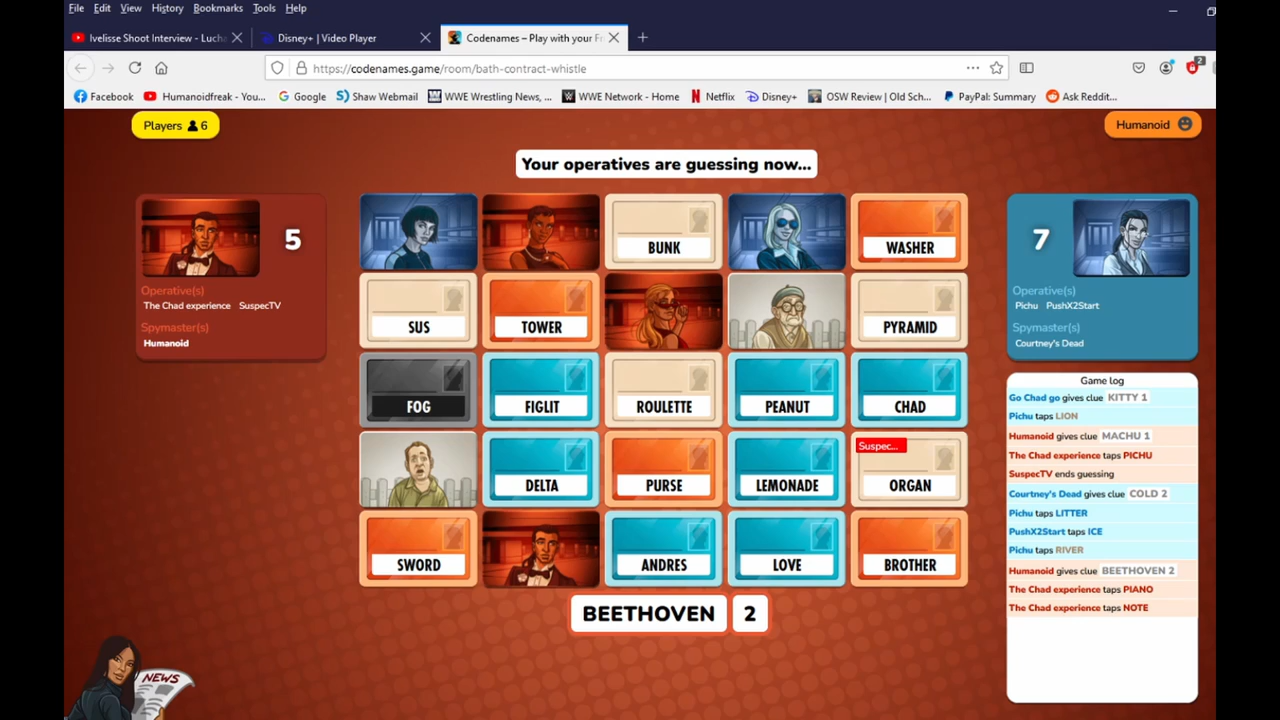 File Edit View History Bookmarks Tools Help
Ivelisse Shoot Interview - Lucha
Disney+ | Video Player
Codenames – Play with your Fr
https://codenames.game/room/bath-contract-whistle
2
Facebook Humanoidfreak - You... Google Shaw Webmail WWE Wrestling News, ... WWE Network - Home Netflix Disney+ OSW Review | Old Sch... PayPal: Summary Ask Reddit...
Players 6
Humanoid
Your operatives are guessing now...
5
Operative(s)
The Chad experience SuspecTV
Spymaster(s)
Humanoid
BUNK
WASHER
SUS
TOWER
PYRAMID
FOG
FIGLIT
ROULETTE
PEANUT
CHAD
DELTA
PURSE
LEMONADE
Suspec...
ORGAN
SWORD
ANDRES
LOVE
BROTHER
BEETHOVEN 2
7
Operative(s)
Pichu PushX2Start
Spymaster(s)
Courtney's Dead
Game log
Go Chad go gives clue KITTY 1
Pichu taps LION
Humanoid gives clue MACHU 1
The Chad experience taps PICHU
SuspecTV ends guessing
Courtney's Dead gives clue COLD 2
Pichu taps LITTER
PushX2Start taps ICE
Pichu taps RIVER
Humanoid gives clue BEETHOVEN 2
The Chad experience taps PIANO
The Chad experience taps NOTE
NEWS